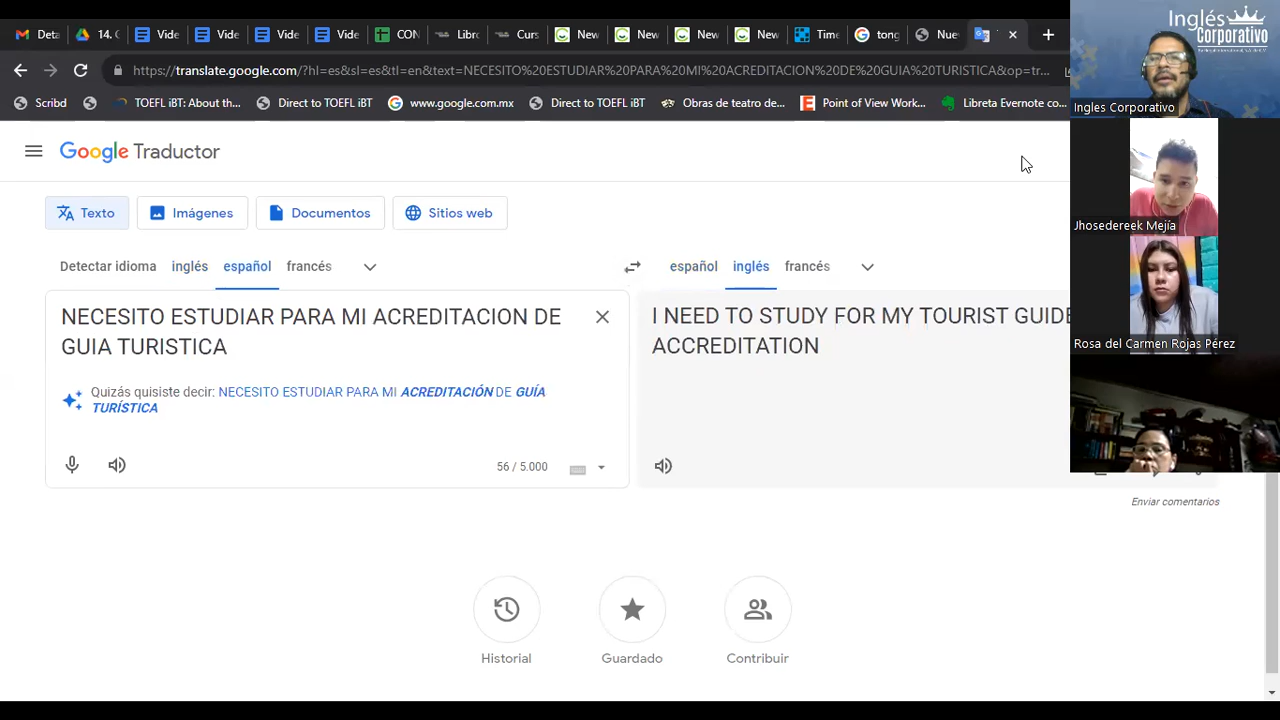 Deta
14. C
Vide
Vide
Vide
Vide
CON
Libro
Curs
New
New
New
New
Time
tong
Nue
https://translate.google.com/?hl=es&sl=es&tl=en&text=NECESITO%20ESTUDIAR%20PARA%20MI%20ACREDITACION%20DE%20GUIA%20TURISTICA&op=tr...
Scribd
TOEFL iBT: About th...
Direct to TOEFL iBT
www.google.com.mx
Direct to TOEFL iBT
Obras de teatro de...
Point of View Work...
Libreta Evernote co...
Inglés
Corporativo
Ingles Corporativo
Jhosedereek Mejía
Rosa del Carmen Rojas Pérez
Google Traductor
Texto
Imágenes
Documentos
Sitios web
Detectar idioma inglés español francés
español inglés francés
NECESITO ESTUDIAR PARA MI ACREDITACION DE
GUIA TURISTICA
Quizás quisiste decir: NECESITO ESTUDIAR PARA MI ACREDITACIÓN DE GUÍA
TURÍSTICA
56 / 5.000
I NEED TO STUDY FOR MY TOURIST GUIDE
ACCREDITATION
Enviar comentarios
Historial
Guardado
Contribuir